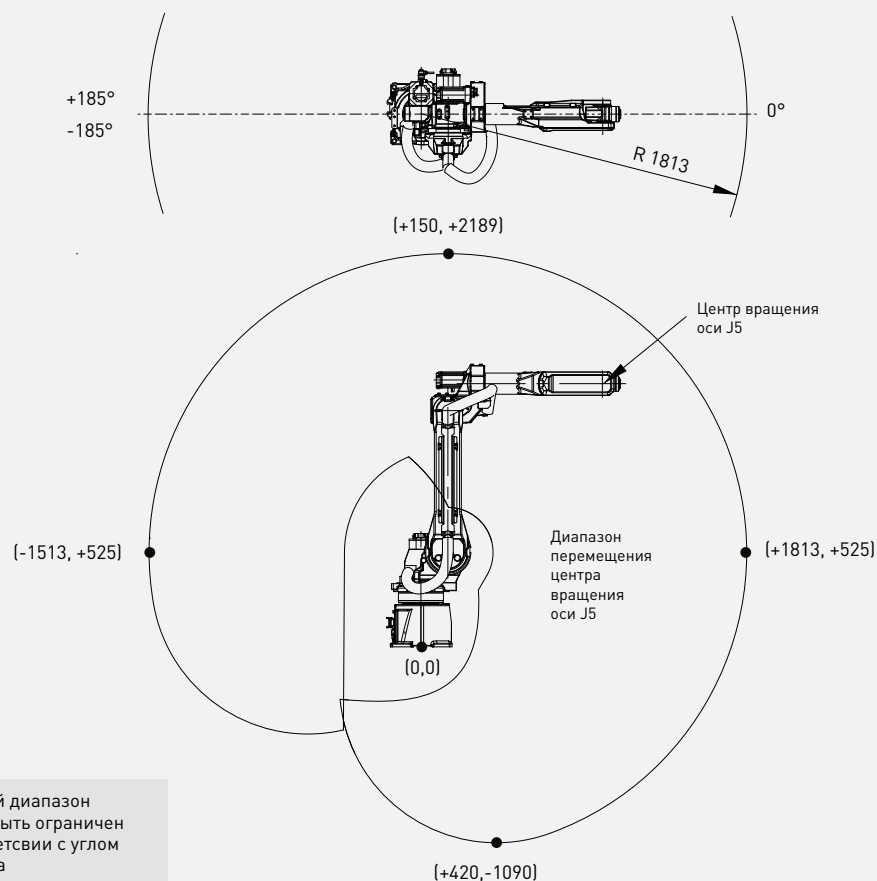 +185°
-185°
0°
R 1813
(+150, +2189)
Центр вращения
оси J5
(-1513, +525)
Диапазон
перемещения
центра
вращения
оси J5
(+1813, +525)
(0,0)
й диапазон
ыть ограничен
етсвии с углом
а
(+420,-1090)